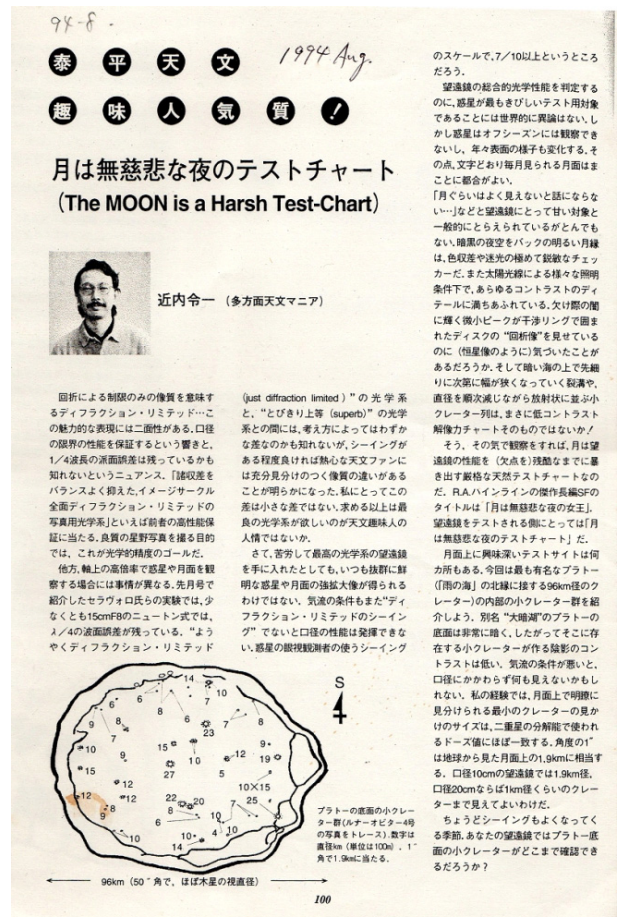 94-8.
1994 Aug.
泰平天文
趣味人気質!
月は無慈悲な夜のテストチャート
(The MOON is a Harsh Test-Chart)
近内令一(多方面天文マニア)
回折による制限のみの像質を意味す
るディフラクション・リミテッド…こ
の魅力的な表現には二面性がある。口径
の限界の性能を保証するという響きと、
1/4波長の派面誤差は残っているかも
知れないというニュアンス。「諸収差を
バランスよく抑えた、イメージサークル
全面ディフラクション・リミテッドの
写真用光学系」といえば前者の高性能保
証に当たる。良質の星野写真を撮る目的
では、これが光学的精度のゴールだ。
他方、軸上の高倍率で惑星や月面を観
察する場合には事情が異なる。先月号で
紹介したセラヴォロ氏らの実験では、少
なくとも15cmF8のニュートン式では、
λ/4の波面誤差が残っている。“よう
やくディフラクション・リミテッド
(just diffraction limited)”の光学系
と、“とびきり上等(superb)”の光学
系との間には、考え方によってはわずか
な差なのかも知れないが、シーイングが
ある程度良ければ熱心な天文ファンに
は充分見分けのつく像質の違いがある
ことが明らかになった。私にとってこの
差は小さな差ではない。求める以上は最
良の光学系が欲しいのが天文趣味人の
人情ではないか。
さて、苦労して最高の光学系の望遠鏡
を手に入れたとしても、いつも抜群に鮮
明な惑星や月面の強拡大像が得られる
わけではない。気流の条件もまた“ディ
フラクション・リミテッドのシーイン
グ”でないと口径の性能は発揮できな
い。惑星の眼視観測者の使うシーイング
のスケールで、7/10以上というところ
だろう。
望遠鏡の総合的光学性能を判定する
のに、惑星が最もきびしいテスト用対象
であることには世界的に異論はない。し
かし惑星はオフシーズンには観察でき
ないし、年々表面の様子も変化する。そ
の点、文字どおり毎月見られる月面はま
ことに都合がよい。
「月ぐらいはよく見えないと話にならな
い…」などと望遠鏡にとって甘い対象と
一般的にとらえられているがとんでも
ない。暗黒の夜空をバックの明るい月縁
は、色収差や迷光の極めて鋭敏なチェッ
カーだ。また太陽光線による様々な照明
条件下で、あらゆるコントラストのディ
テールに満ちあふれている。欠け際の闇
に輝く微小ピークが干渉リングで囲ま
れたディスクの“回析像”を見せている
のに(恒星像のように)気づいたことが
あるだろうか。そして暗い海の上で先細
りに次第に幅が狭くなっていく裂溝や、
直径を順次減じながら放射状に並ぶ小
クレーター列は、まさに低コントラスト
解像力チャートそのものではないか!
そう、その気で観察をすれば、月は望
遠鏡の性能を(欠点を)残酷なまでに暴
き出す厳格な天然テストチャートなの
だ。R.A.ハインラインの傑作長編SFの
タイトルは「月は無慈悲な夜の女王」。
望遠鏡をテストされる側にとっては「月
は無慈悲な夜のテストチャート」だ。
月面上に興味深いテストサイトは何
カ所もある。今回は最も有名なプラトー
(「雨の海」の北縁に接する96km径のク
レーター)の内部の小クレーター群を紹
介しよう。別名“大暗湖”のプラトーの
底面は非常に暗く、したがってそこに存
在する小クレーターが作る陰影のコン
トラストは低い。気流の条件が悪いと、
口径にかかわらず何も見えないかもし
れない。私の経験では、月面上で明瞭に
見分けられる最小のクレーターの見か
けのサイズは、二重星の分解能で使われ
るドーズ値にほぼ一致する。角度の1″
は地球から見た月面上の1.9kmに相当す
る。口径10cmの望遠鏡では1.9km径、
口径20cmならば1km径くらいのクレー
ターまで見えてよいわけだ。
ちょうどシーイングもよくなってく
る季節。あなたの望遠鏡ではプラトー底
面の小クレーターがどこまで確認でき
るだろうか?
S
14
10
6
9
6
8
7
6
7
8
23
10
7
9
10
15
15
27
10
12
19
5
10×15
12
12
8
9
22
20
8
6
7
25
10
4
10
10
14
プラトーの底面の小クレー
ター群(ルナーオビター4号
の写真をトレース)。数字は
直径km(単位は100m)、1″
角で1.9kmに当たる。
96km(50″角で、ほぼ木星の視直径)
100